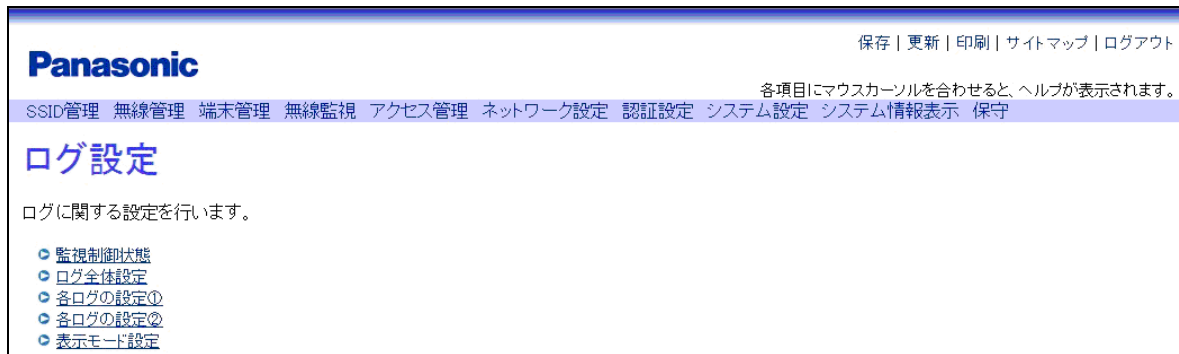 保存 | 更新 | 印刷 | サイトマップ | ログアウト
Panasonic
各項目にマウスカーソルを合わせると、ヘルプが表示されます。
SSID管理 無線管理 端末管理 無線監視 アクセス管理 ネットワーク設定 認証設定 システム設定 システム情報表示 保守
ログ設定
ログに関する設定を行います。
監視制御状態
ログ全体設定
各ログの設定①
各ログの設定②
表示モード設定